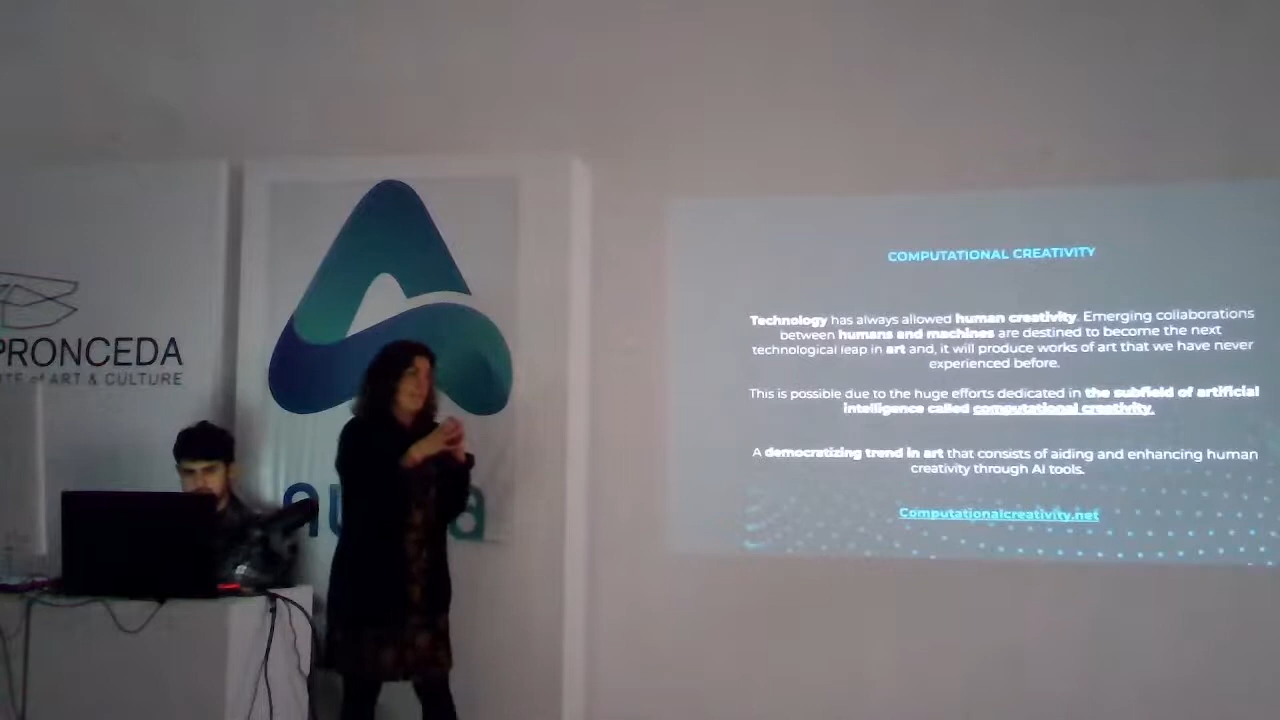 PRONCEDA
ART & CULTURE
COMPUTATIONAL CREATIVITY
Technology has always allowed human creativity. Emerging collaborations
between humans and machines are destined to become the next
technological leap in art and, it will produce works of art that we have never
experienced before.
This is possible due to the huge efforts dedicated in the subfield of artificial
intelligence called computational creativity.
A democratizing trend in art that consists of aiding and enhancing human
creativity through AI tools.
Computationalcreativity.net